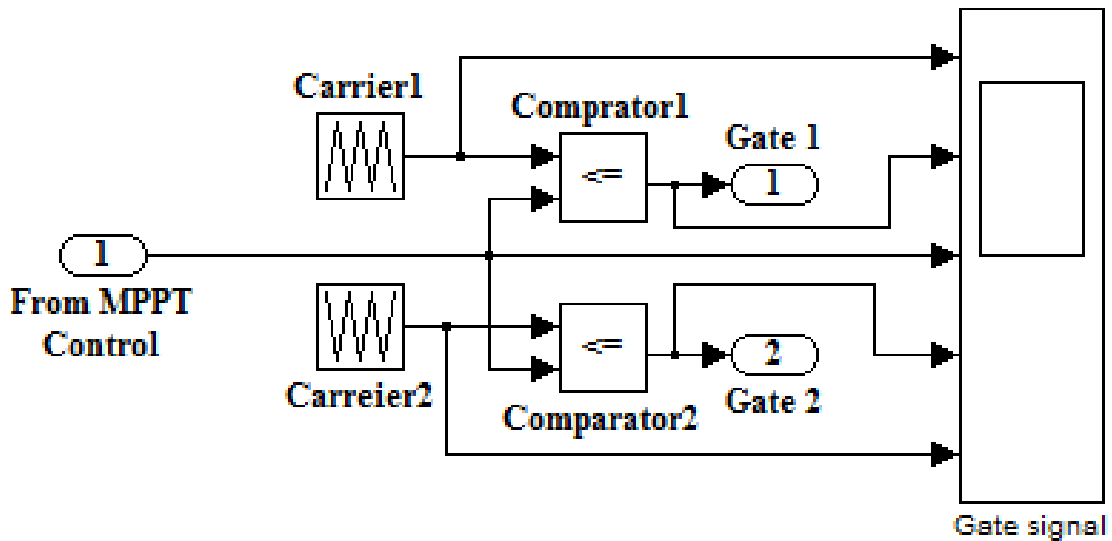 Carrier1
Comprator1
<=
Gate 1
1
1
From MPPT
Control
Carreier2
<=
Comparator2
2
Gate 2
Gate signal